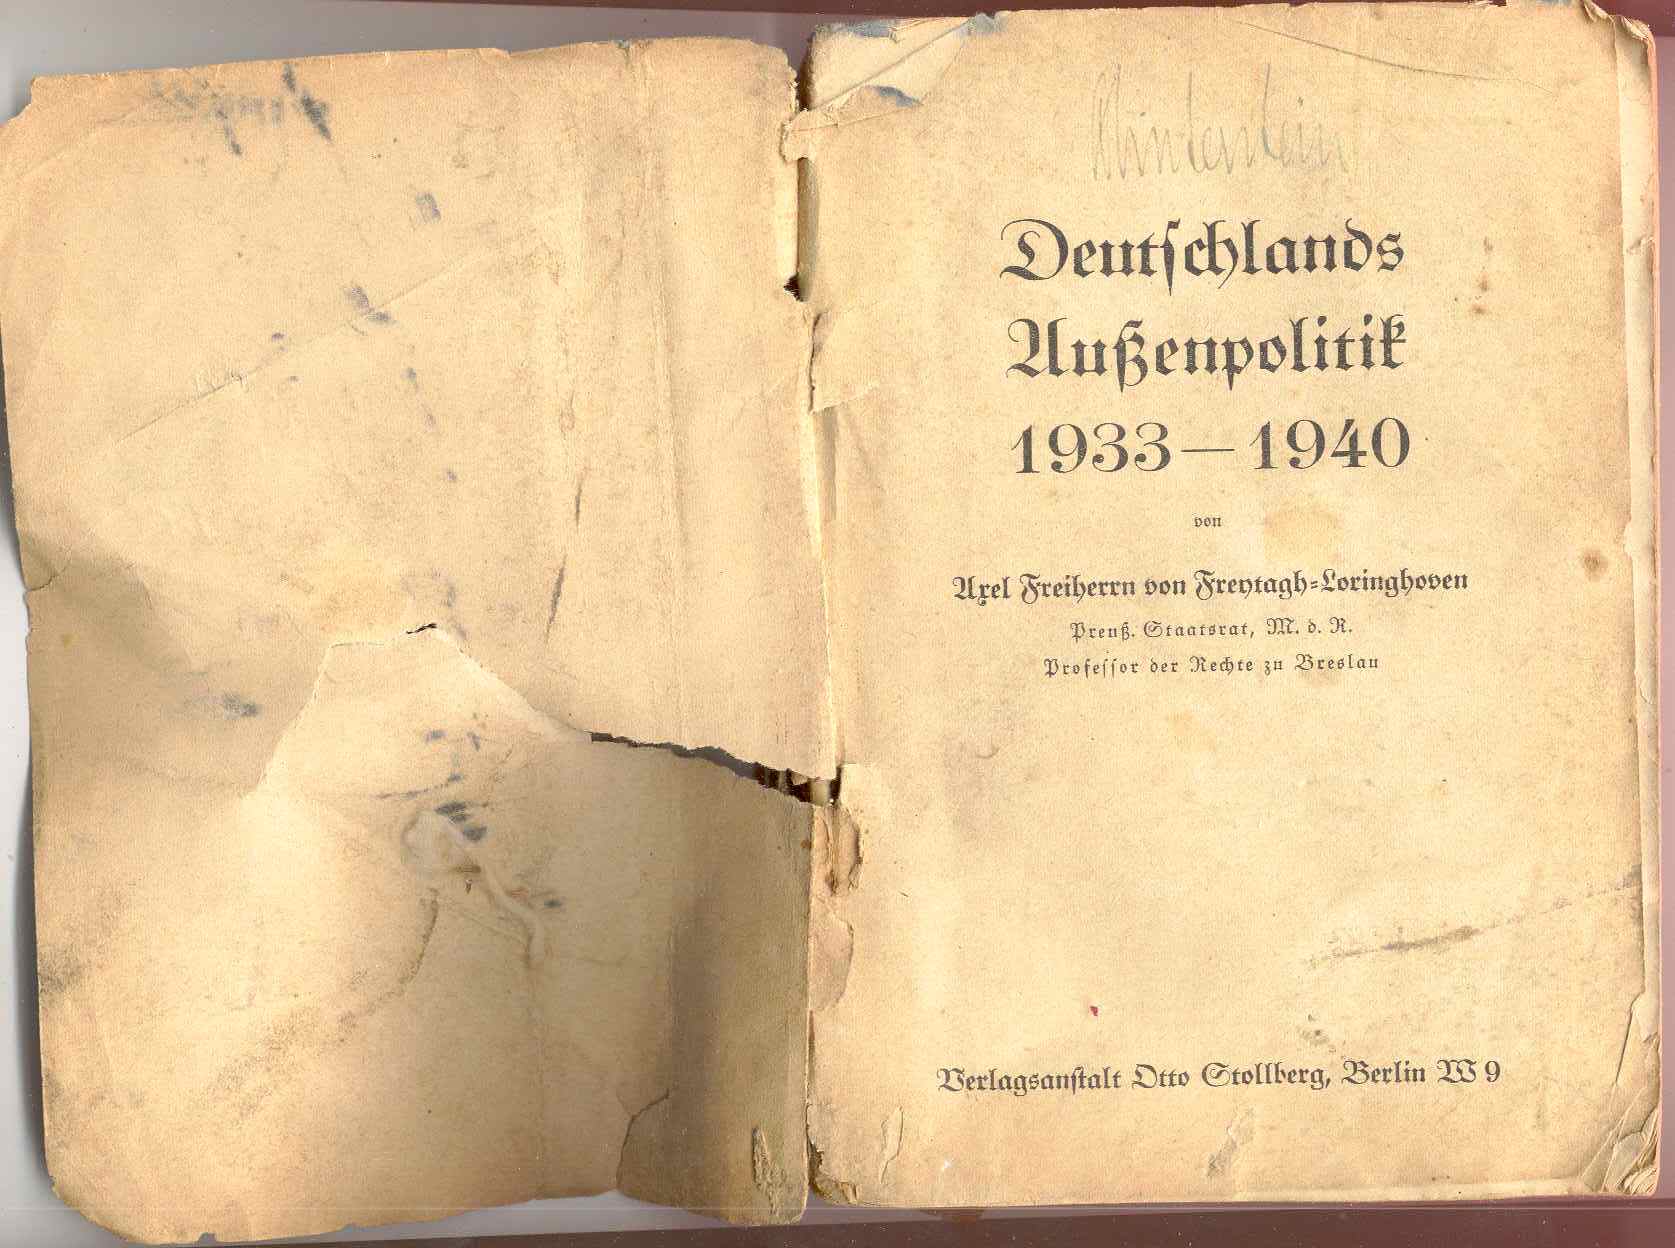 Deutschlands
Außenpolitik
1933—1940
von
Axel Freiherrn von Freytagh-Loringhoven
Preuß. Staatsrat, M. d. R.
Professor der Rechte zu Breslau
Verlagsanstalt Otto Stollberg, Berlin W 9